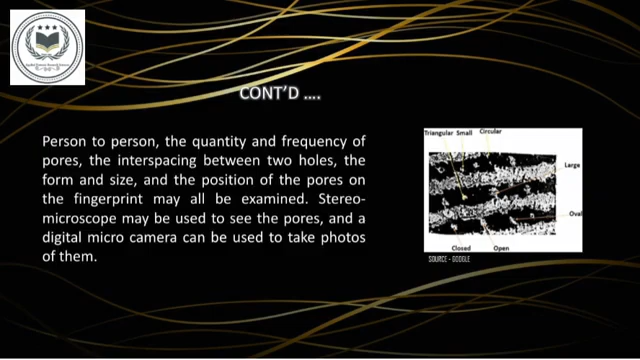 CONT'D ....
Person to person, the quantity and frequency of
pores, the interspacing between two holes, the
form and size, and the position of the pores on
the fingerprint may all be examined. Stereo-
microscope may be used to see the pores, and a
digital micro camera can be used to take photos
of them.
Triangular Small Circular
Large
Oval
Closed Open
SOURCE - GOOGLE